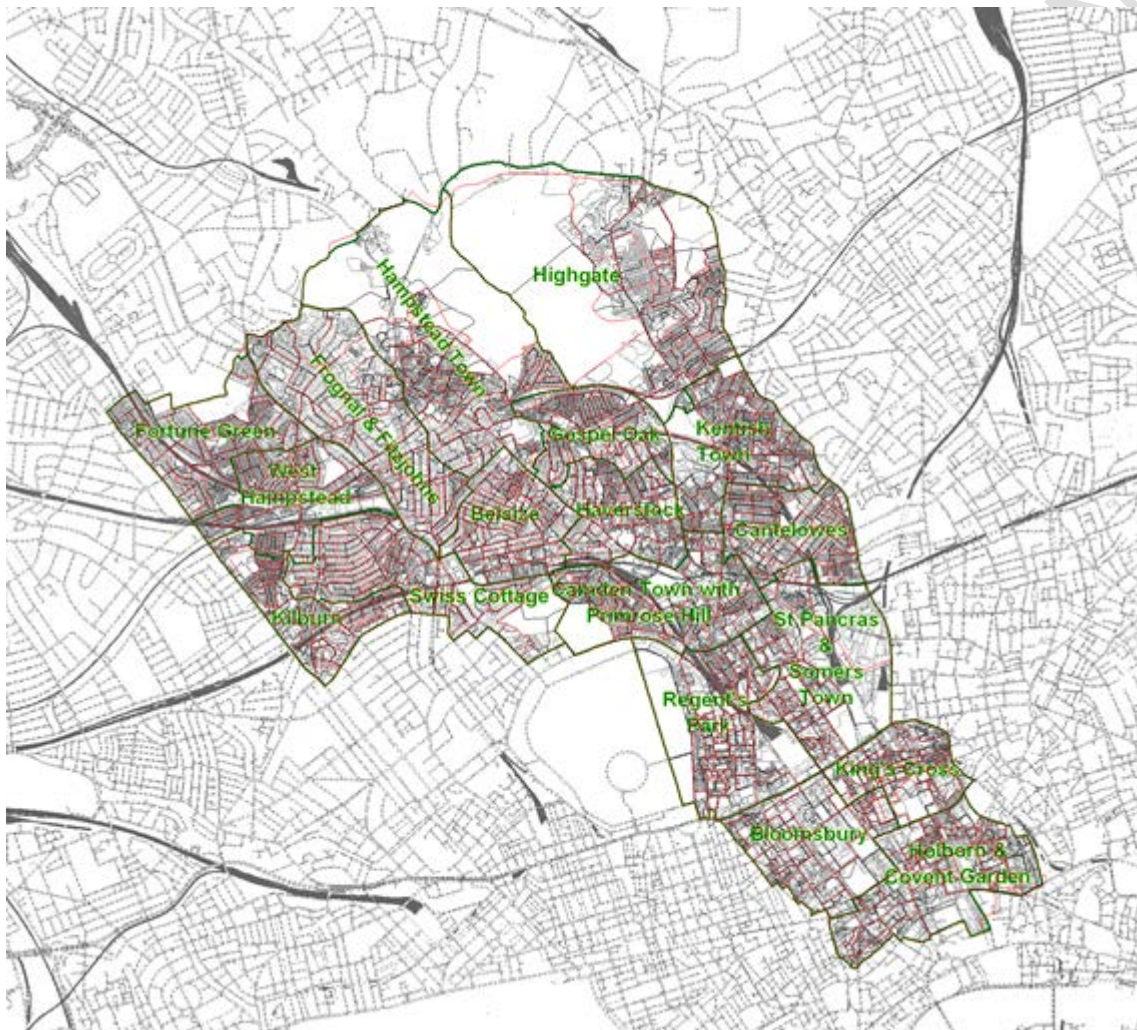 Highgate
Hampstead Town
Frognal & Fitzjohns
Fortune Green
West
Hampstead
Gospel Oak
Kentish
Town
Belsize
Haverstock
Cantelowes
Swiss Cottage
Camden Town with
Primrose Hill
Kilburn
St Pancras
&
Somers
Town
Regent's
Park
King's Cross
Bloomsbury
Holborn &
Covent Garden